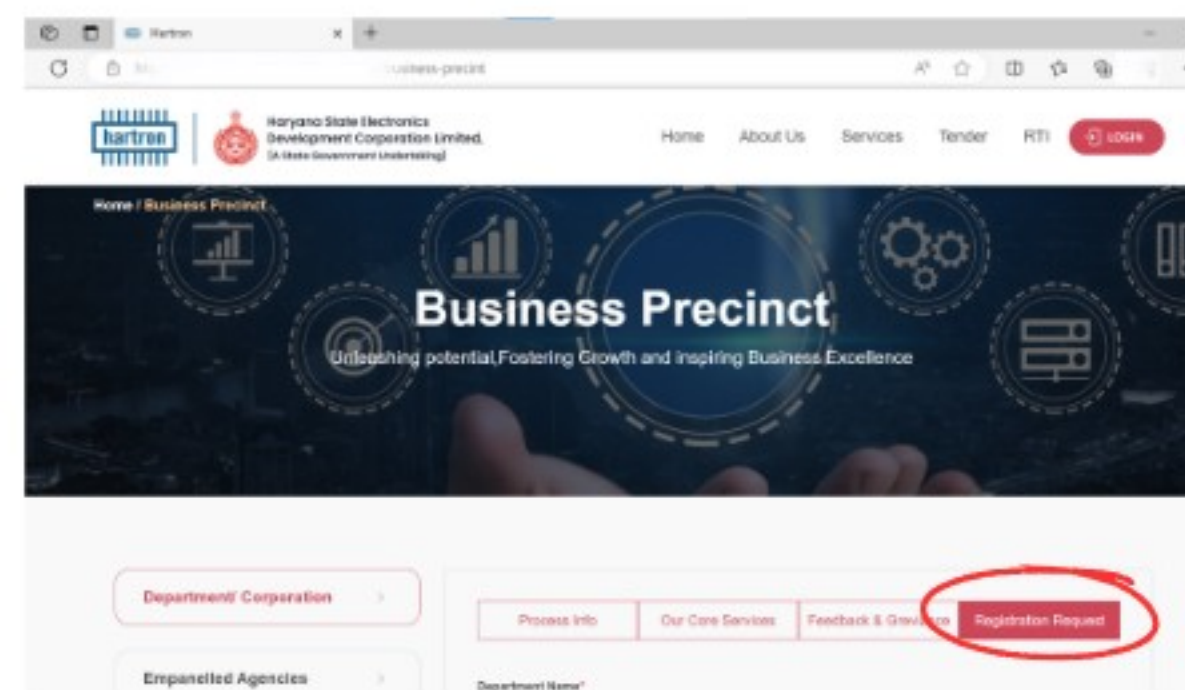 Hartron
usiness-precint
hartron
Haryana State Electronics
Development Corporation Limited.
(A State Government Undertaking)
Home About Us Services Tender RTI LOGIN
Home / Business Precinct
Business Precinct
Unleashing potential,Fostering Growth and inspiring Business Excellence
Department/ Corporation
Process Info Our Core Services Feedback & Registration Request
Empanelled Agencies
Department Name*